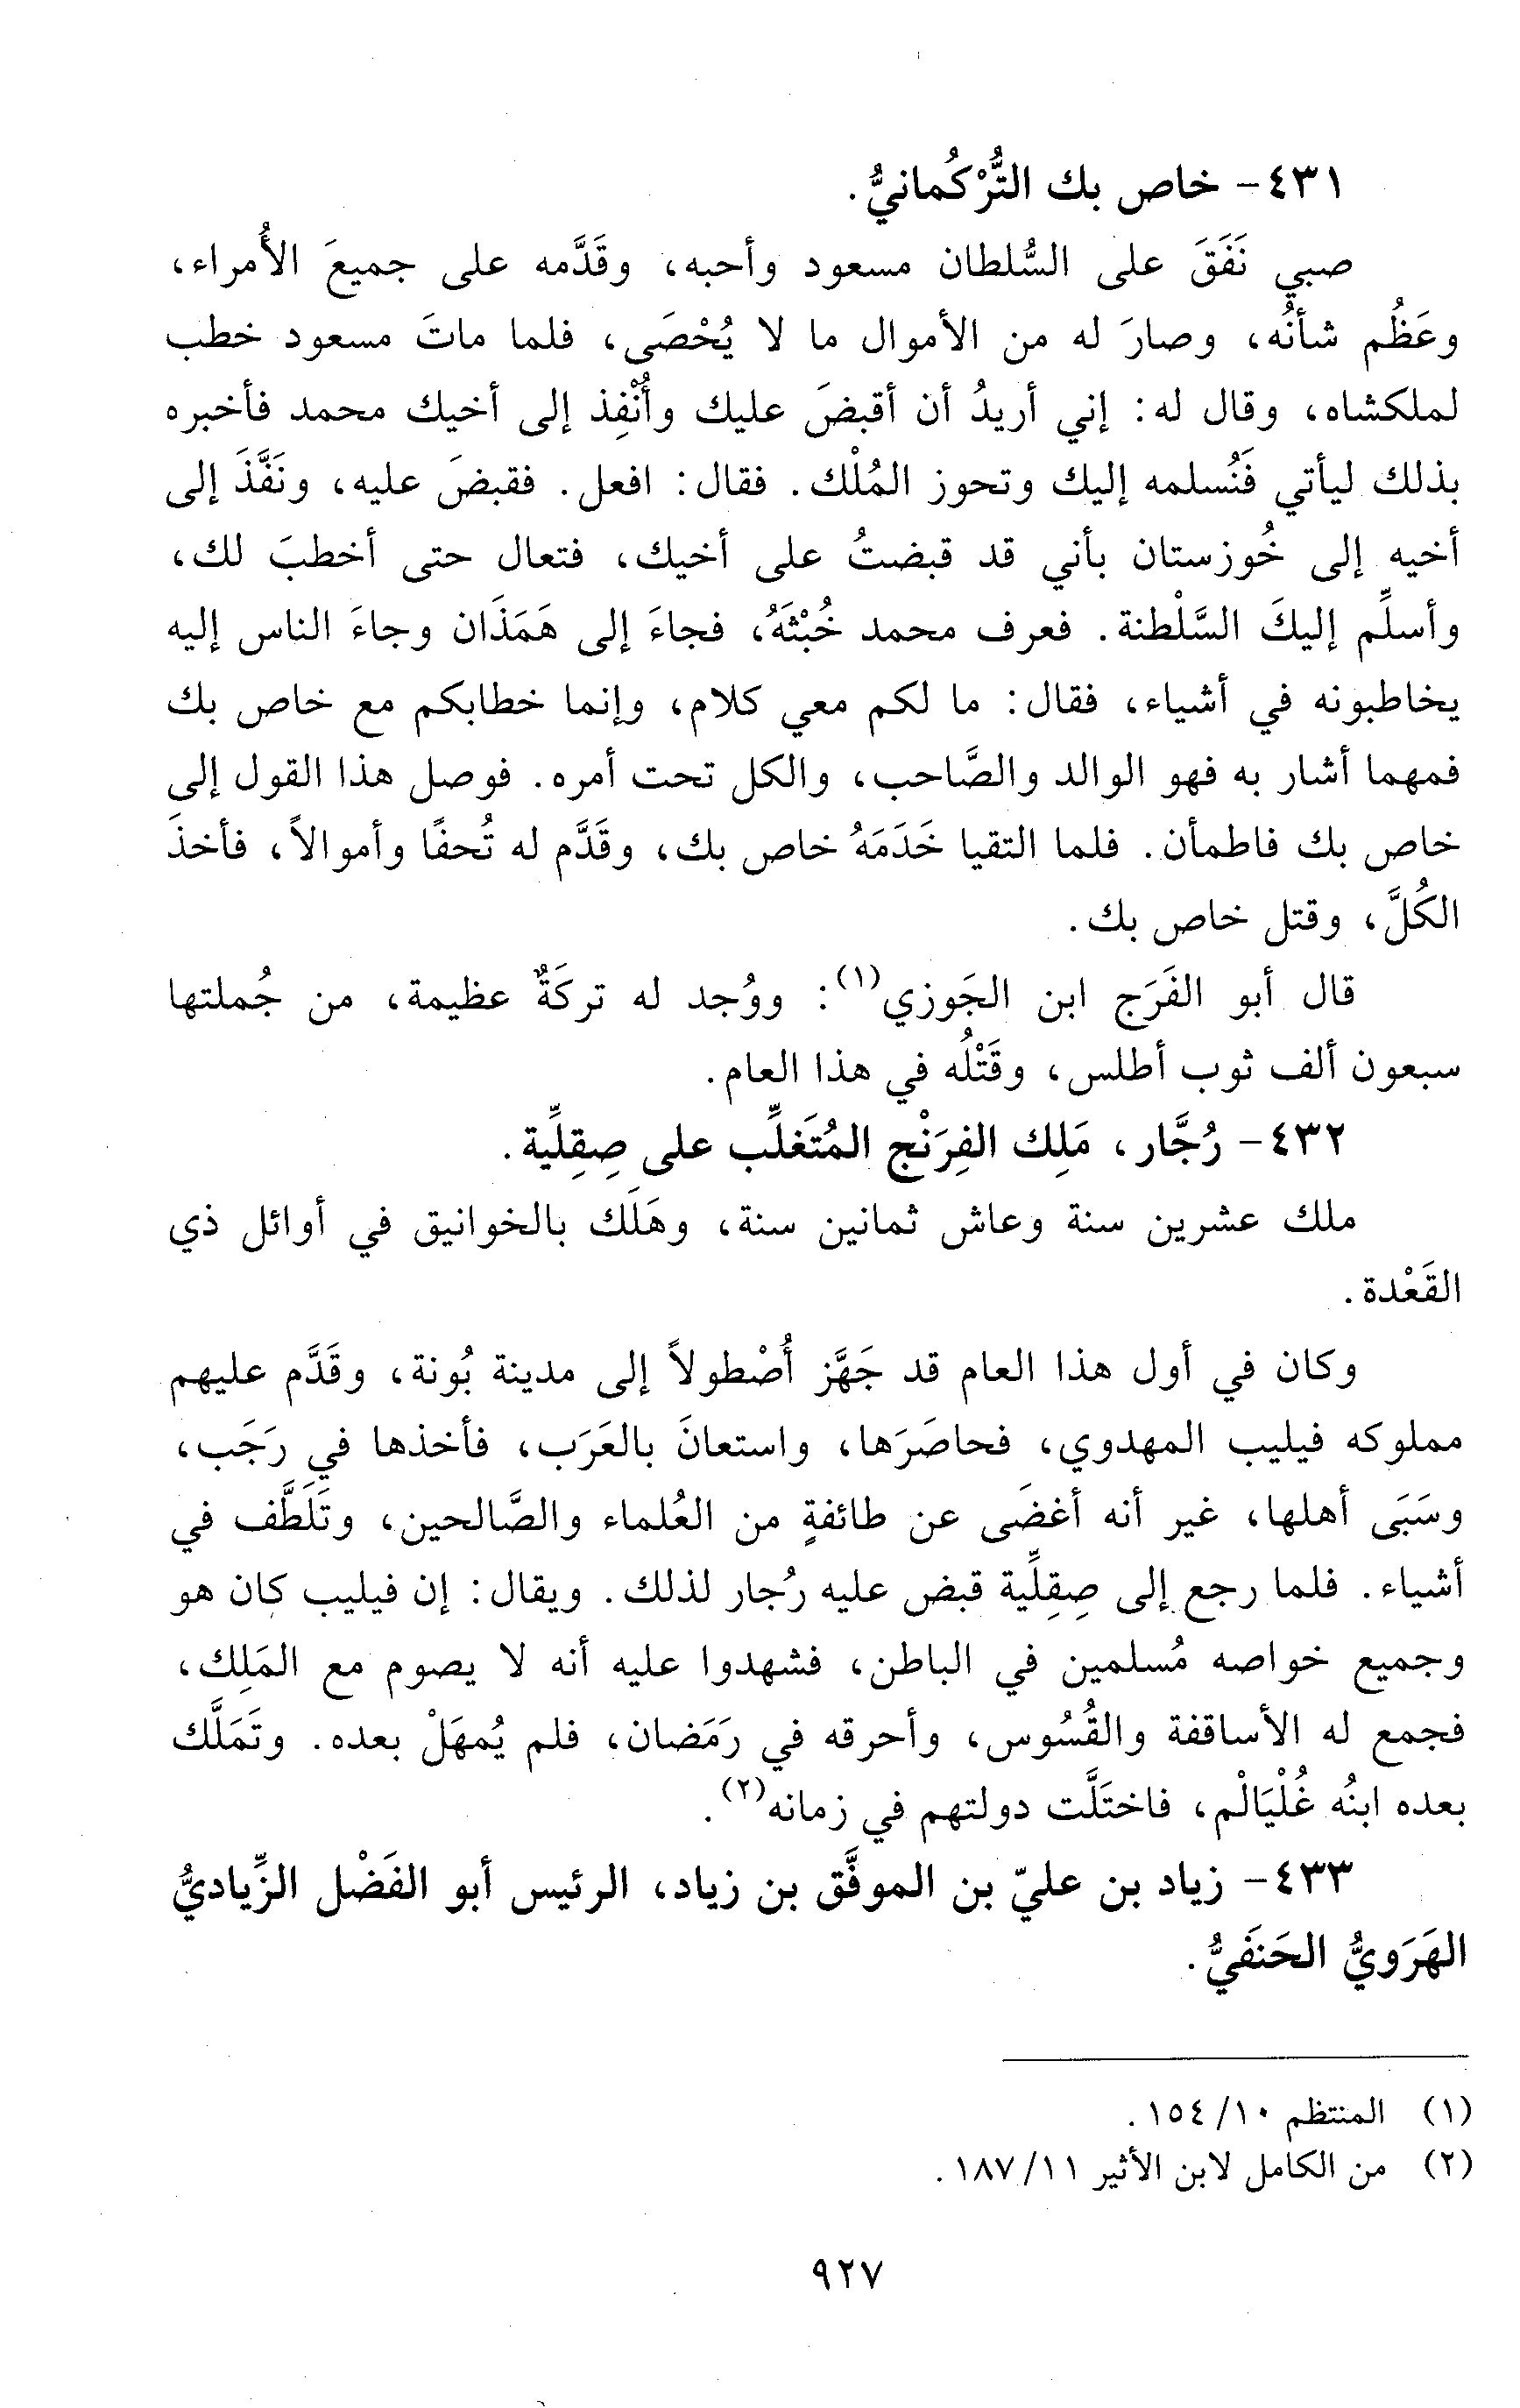 ٤٣١- خاص بك التُّرْكُمانيُّ.
صبي نَفَقَ على السُّلطان مسعود وأحبه، وقَدَّمه على جميعَ الأُمراء،
وعَظُم شأنُه، وصارَ له من الأموال ما لا يُحْصَى، فلما ماتَ مسعود خطب
لملكشاه، وقال له: إني أريدُ أن أقبضَ عليك وأُنْفِذ إلى أخيك محمد فأخبره
بذلك ليأتي فَنُسلمه إليك وتحوز المُلْك. فقال: افعل. فقبضَ عليه، ونَفَّذَ إلى
أخيه إلى خُوزستان بأني قد قبضتُ على أخيك، فتعال حتى أخطبَ لك،
وأسلِّم إليكَ السَّلْطنة. فعرف محمد خُبْثَهُ، فجاءَ إلى هَمَذَان وجاءَ الناس إليه
يخاطبونه في أشياء، فقال: ما لكم معي كلام، وإنما خطابكم مع خاص بك
فمهما أشار به فهو الوالد والصَّاحب، والكل تحت أمره. فوصل هذا القول إلى
خاص بك فاطمأن. فلما التقيا خَدَمَهُ خاص بك، وقَدَّم له تُحفًا وأموالاً، فأخذَ
الكُلَّ، وقتل خاص بك.
قال أبو الفَرَج ابن الجَوزي(١): ووُجد له تركَةٌ عظيمة، من جُملتها
سبعون ألف ثوب أطلس، وقَتْلُه في هذا العام.
٤٣٢- رُجَّار، مَلِك الفِرَنْج المُتَغلِّب على صِقِلِّية.
ملك عشرين سنة وعاش ثمانين سنة، وهَلَك بالخوانيق في أوائل ذي
القَعْدة.
وكان في أول هذا العام قد جَهَّز أُصْطولاً إلى مدينة بُونة، وقَدَّم عليهم
مملوكه فيليب المهدوي، فحاصَرَها، واستعانَ بالعَرَب، فأخذها في رَجَب،
وسَبَى أهلها، غير أنه أغضَى عن طائفةٍ من العُلماء والصَّالحين، وتَلَطَّف في
أشياء. فلما رجع إلى صِقِلِّية قبض عليه رُجار لذلك. ويقال: إن فيليب كان هو
وجميع خواصه مُسلمين في الباطن، فشهدوا عليه أنه لا يصوم مع المَلِك،
فجمع له الأساقفة والقُسُوس، وأحرقه في رَمَضان، فلم يُمهَلْ بعده. وتَمَلَّك
بعده ابنُه غُلْيَالْم، فاختَلَّت دولتهم في زمانه(٢).
٤٣٣- زياد بن عليّ بن الموفَّق بن زياد، الرئيس أبو الفَضْل الزِّياديُّ
الهَرَويُّ الحَنفَيُّ.
(١) المنتظم ١٠/ ١٥٤.
(٢) من الكامل لابن الأثير ١١/ ١٨٧.
٩٢٧